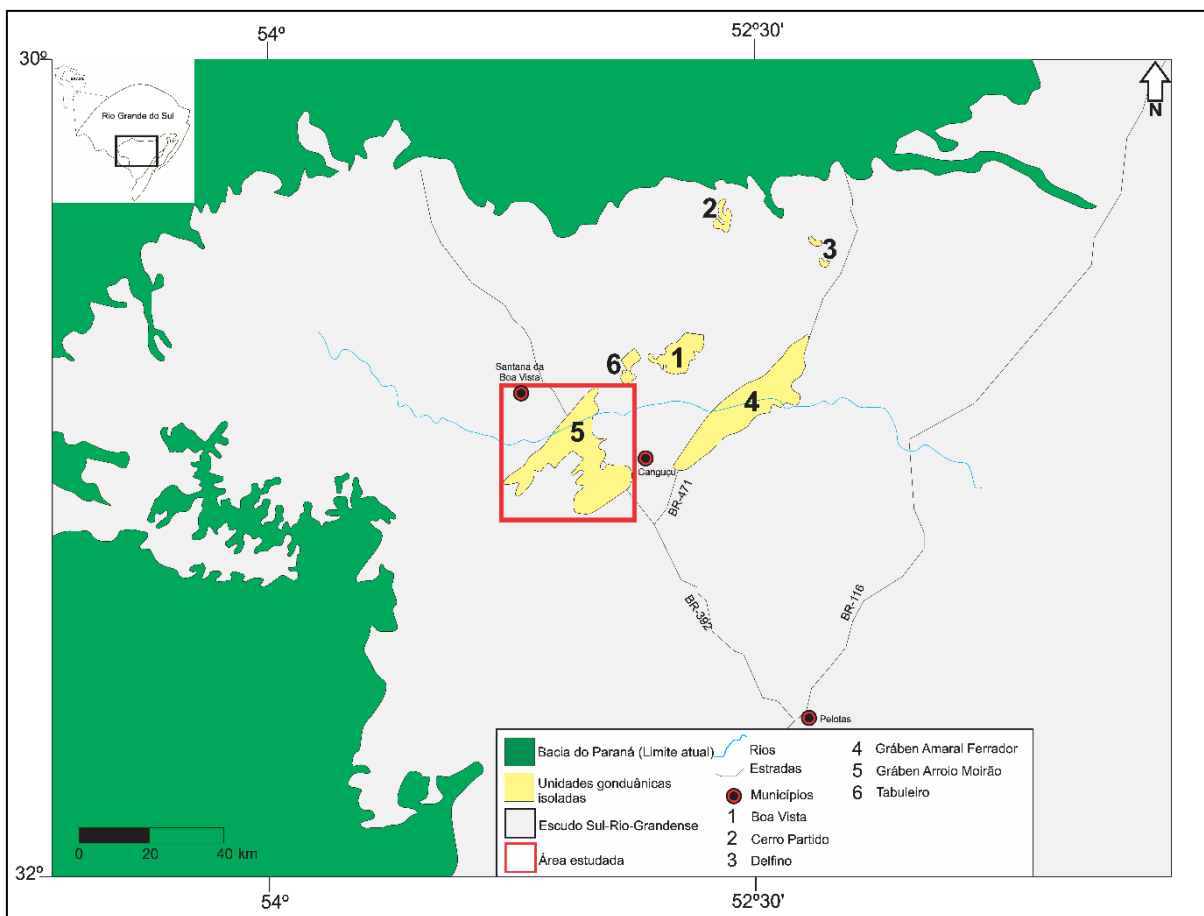 54º
52º30'
30º
N
Rio Grande do Sul
2
3
1
6
Santana da
Boa Vista
4
5
Canguçu
BR-471
BR-392
BR-116
Pelotas
Bacia do Paraná (Limite atual)
Unidades gonduânicas
isoladas
Escudo Sul-Rio-Grandense
Área estudada
Rios
Estradas
Municípios
1 Boa Vista
2 Cerro Partido
3 Delfino
4 Gráben Amaral Ferrador
5 Gráben Arroio Moirão
6 Tabuleiro
0 20 40 km
32º
54º
52º30'